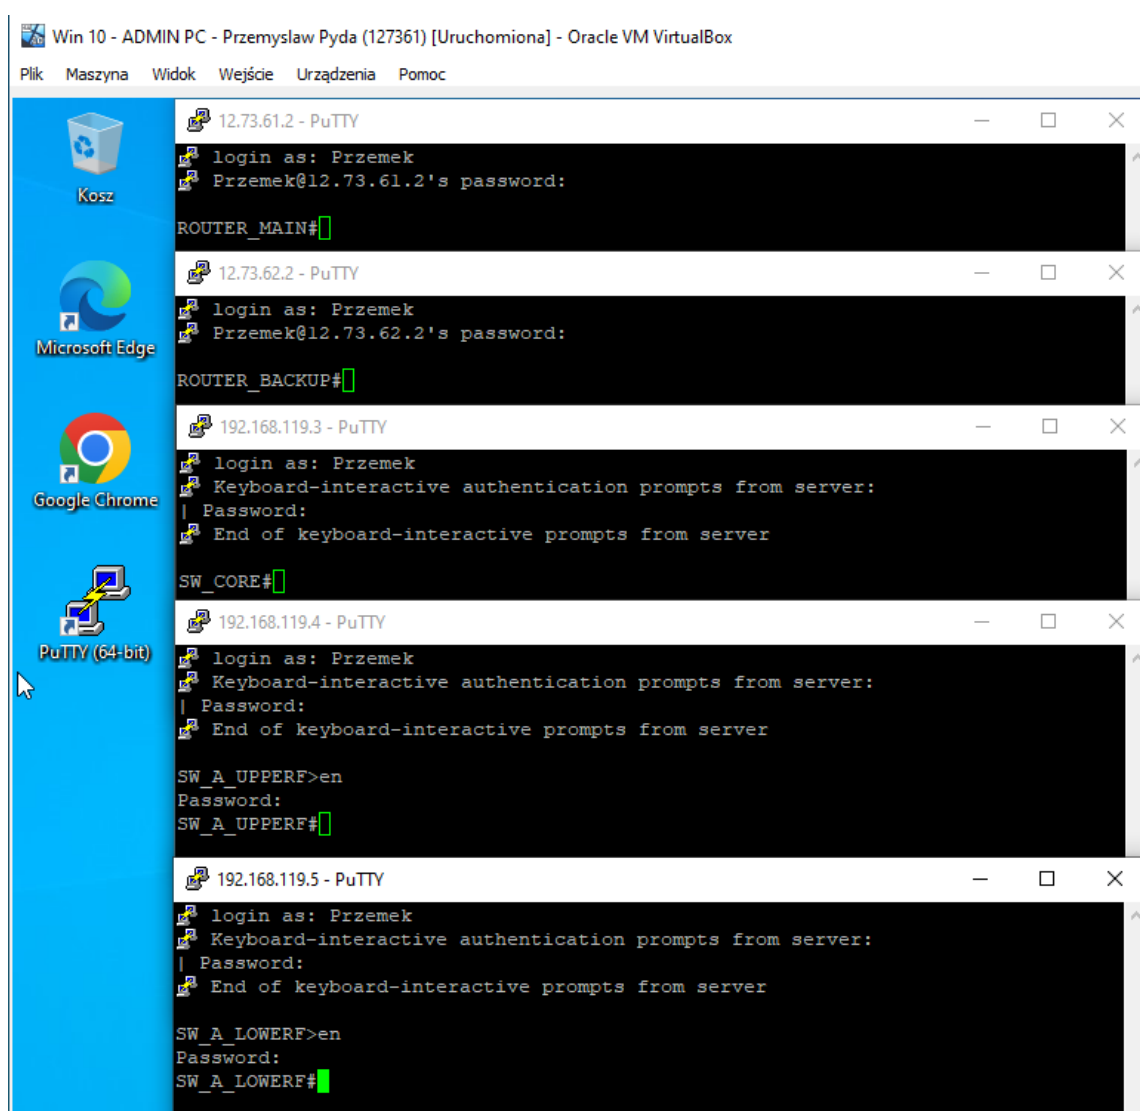 Win 10 - ADMIN PC - Przemyslaw Pyda (127361) [Uruchomiona] - Oracle VM VirtualBox
Plik Maszyna Widok Wejście Urządzenia Pomoc
Kosz
Microsoft Edge
Google Chrome
PuTTY (64-bit)
12.73.61.2 - PuTTY
login as: Przemek
Przemek@12.73.61.2's password:
ROUTER_MAIN#
12.73.62.2 - PuTTY
login as: Przemek
Przemek@12.73.62.2's password:
ROUTER_BACKUP#
192.168.119.3 - PuTTY
login as: Przemek
Keyboard-interactive authentication prompts from server:
| Password:
End of keyboard-interactive prompts from server
SW_CORE#
192.168.119.4 - PuTTY
login as: Przemek
Keyboard-interactive authentication prompts from server:
| Password:
End of keyboard-interactive prompts from server
SW_A_UPPERF>en
Password:
SW_A_UPPERF#
192.168.119.5 - PuTTY
login as: Przemek
Keyboard-interactive authentication prompts from server:
| Password:
End of keyboard-interactive prompts from server
SW_A_LOWERF>en
Password:
SW_A_LOWERF#